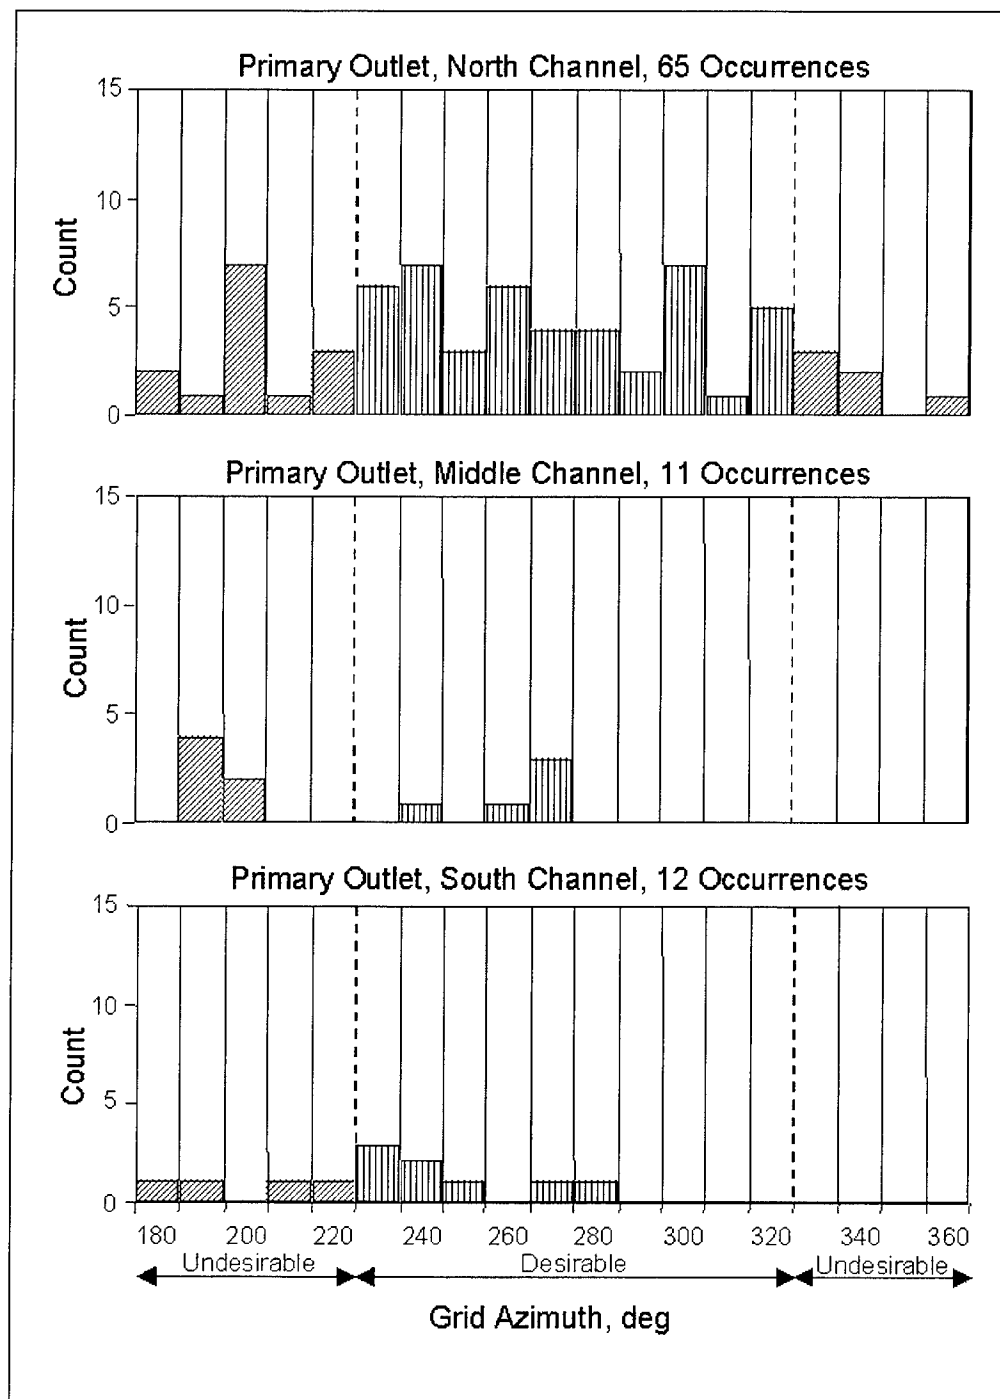 Primary Outlet, North Channel, 65 Occurrences
15
10
5
0
Count
Primary Outlet, Middle Channel, 11 Occurrences
15
10
5
0
Count
Primary Outlet, South Channel, 12 Occurrences
15
10
5
0
Count
180 200 220 240 260 280 300 320 340 360
Undesirable Desirable Undesirable
Grid Azimuth, deg